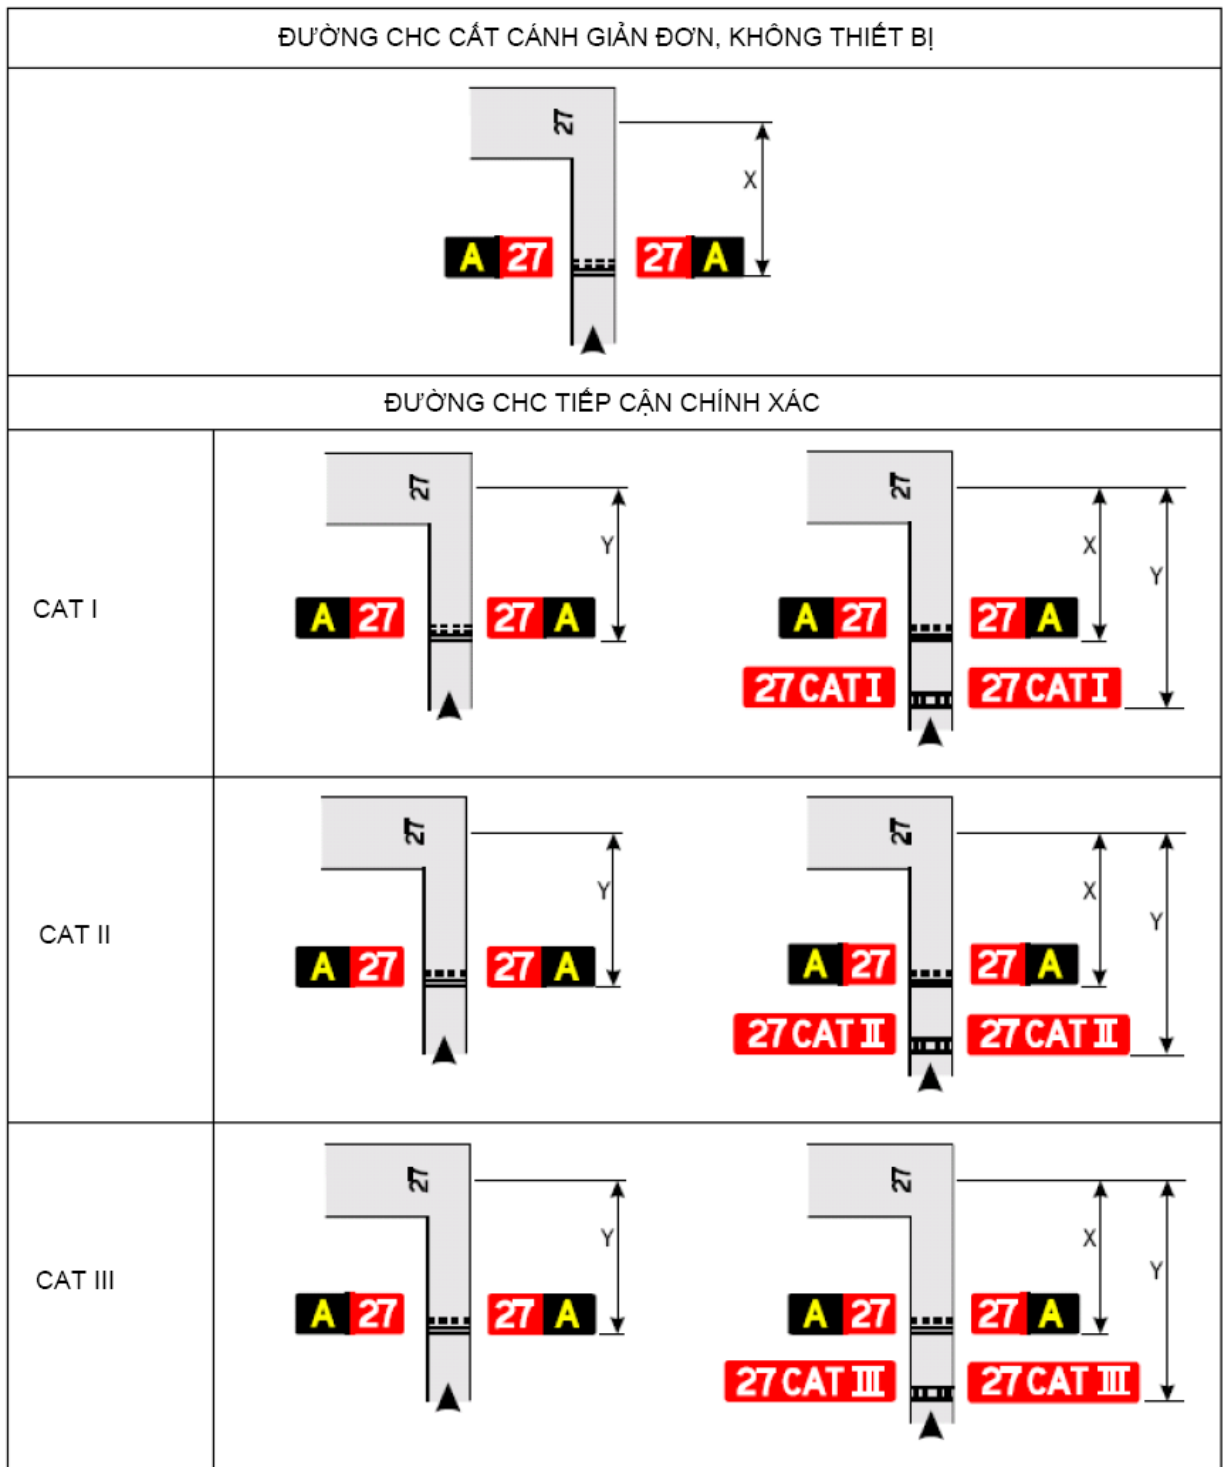 ĐƯỜNG CHC CẤT CÁNH GIẢN ĐƠN, KHÔNG THIẾT BỊ
27
X
A 27 27 A
ĐƯỜNG CHC TIẾP CẬN CHÍNH XÁC
CAT I
27
Y
A 27 27 A
27
X
Y
A 27 27 A
27 CAT I 27 CAT I
CAT II
27
Y
A 27 27 A
27
X
Y
A 27 27 A
27 CAT II 27 CAT II
CAT III
27
Y
A 27 27 A
27
X
Y
A 27 27 A
27 CAT III 27 CAT III